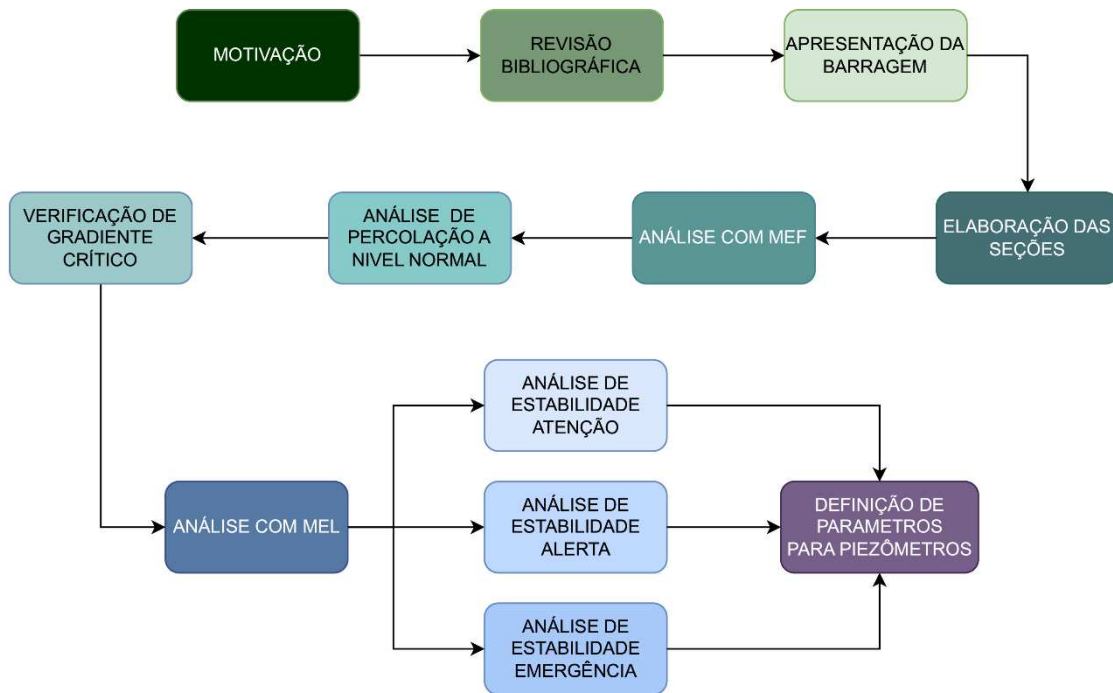 MOTIVAÇÃO
REVISÃO
BIBLIOGRÁFICA
APRESENTAÇÃO DA
BARRAGEM
ELABORAÇÃO DAS
SEÇÕES
ANÁLISE COM MEF
ANÁLISE DE
PERCOLAÇÃO A
NIVEL NORMAL
VERIFICAÇÃO DE
GRADIENTE
CRÍTICO
ANÁLISE COM MEL
ANÁLISE DE
ESTABILIDADE
ATENÇÃO
ANÁLISE DE
ESTABILIDADE
ALERTA
ANÁLISE DE
ESTABILIDADE
EMERGÊNCIA
DEFINIÇÃO DE
PARAMETROS
PARA PIEZÔMETROS